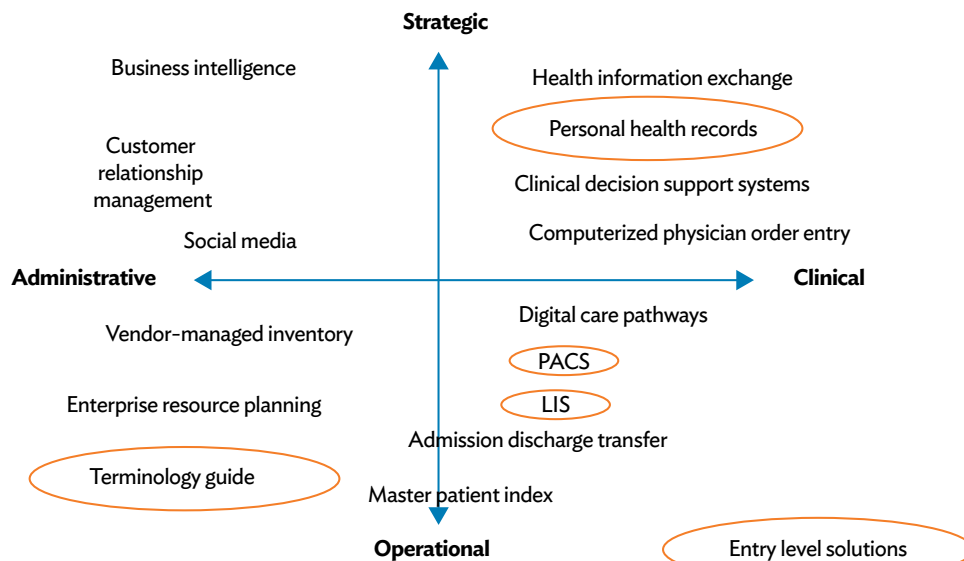 Strategic
Business intelligence
Health information exchange
Personal health records
Customer
relationship
management
Clinical decision support systems
Social media
Computerized physician order entry
Administrative
Clinical
Digital care pathways
Vendor-managed inventory
PACS
LIS
Enterprise resource planning
Admission discharge transfer
Terminology guide
Master patient index
Operational
Entry level solutions